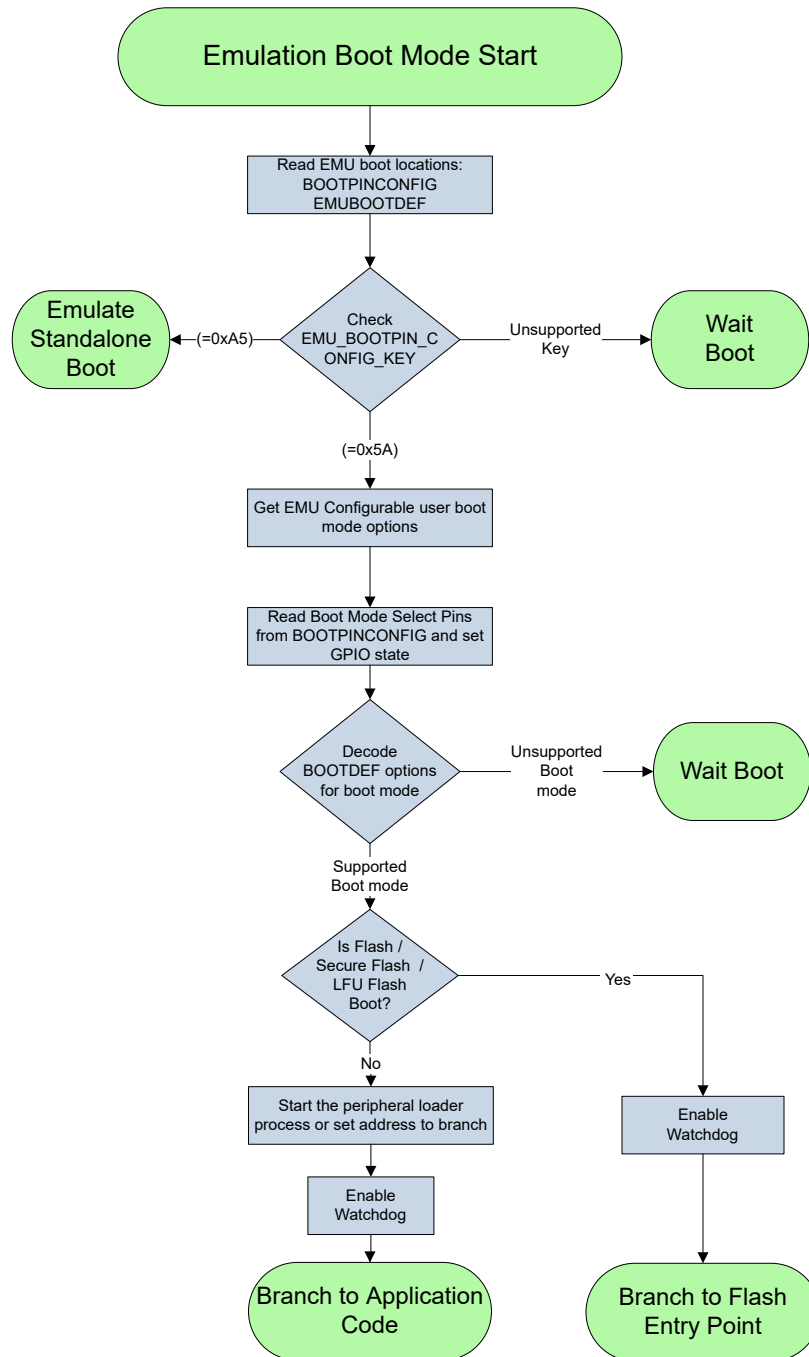 Emulation Boot Mode Start
Read EMU boot locations:
BOOTPINCONFIG
EMUBOOTDEF
Emulate
Standalone
Boot
(=0xA5)
Check
EMU_BOOTPIN_C
ONFIG_KEY
Unsupported
Key
Wait
Boot
(=0x5A)
Get EMU Configurable user boot
mode options
Read Boot Mode Select Pins
from BOOTPINCONFIG and set
GPIO state
Decode
BOOTDEF options
for boot mode
Unsupported
Boot
mode
Wait Boot
Supported
Boot mode
Is Flash /
Secure Flash /
LFU Flash
Boot?
Yes
No
Start the peripheral loader
process or set address to branch
Enable
Watchdog
Enable
Watchdog
Branch to Application
Code
Branch to Flash
Entry Point